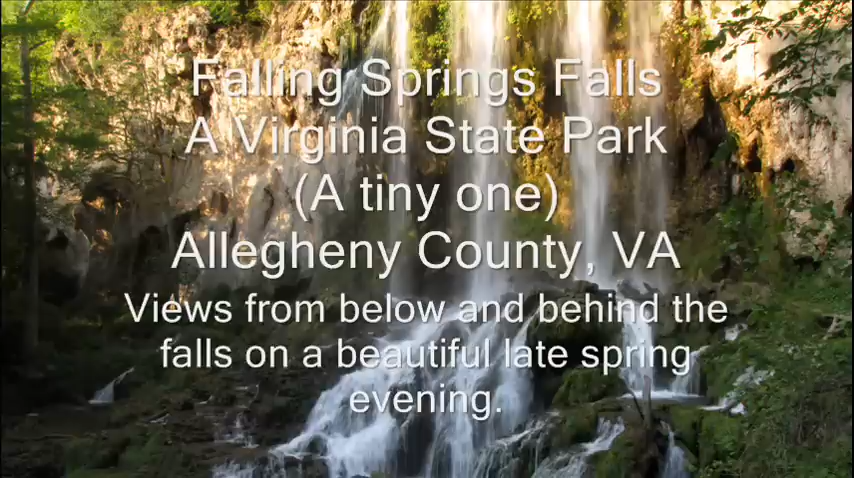 Falling Springs Falls
A Virginia State Park
(A tiny one)
Allegheny County, VA
Views from below and behind the
falls on a beautiful late spring
evening.